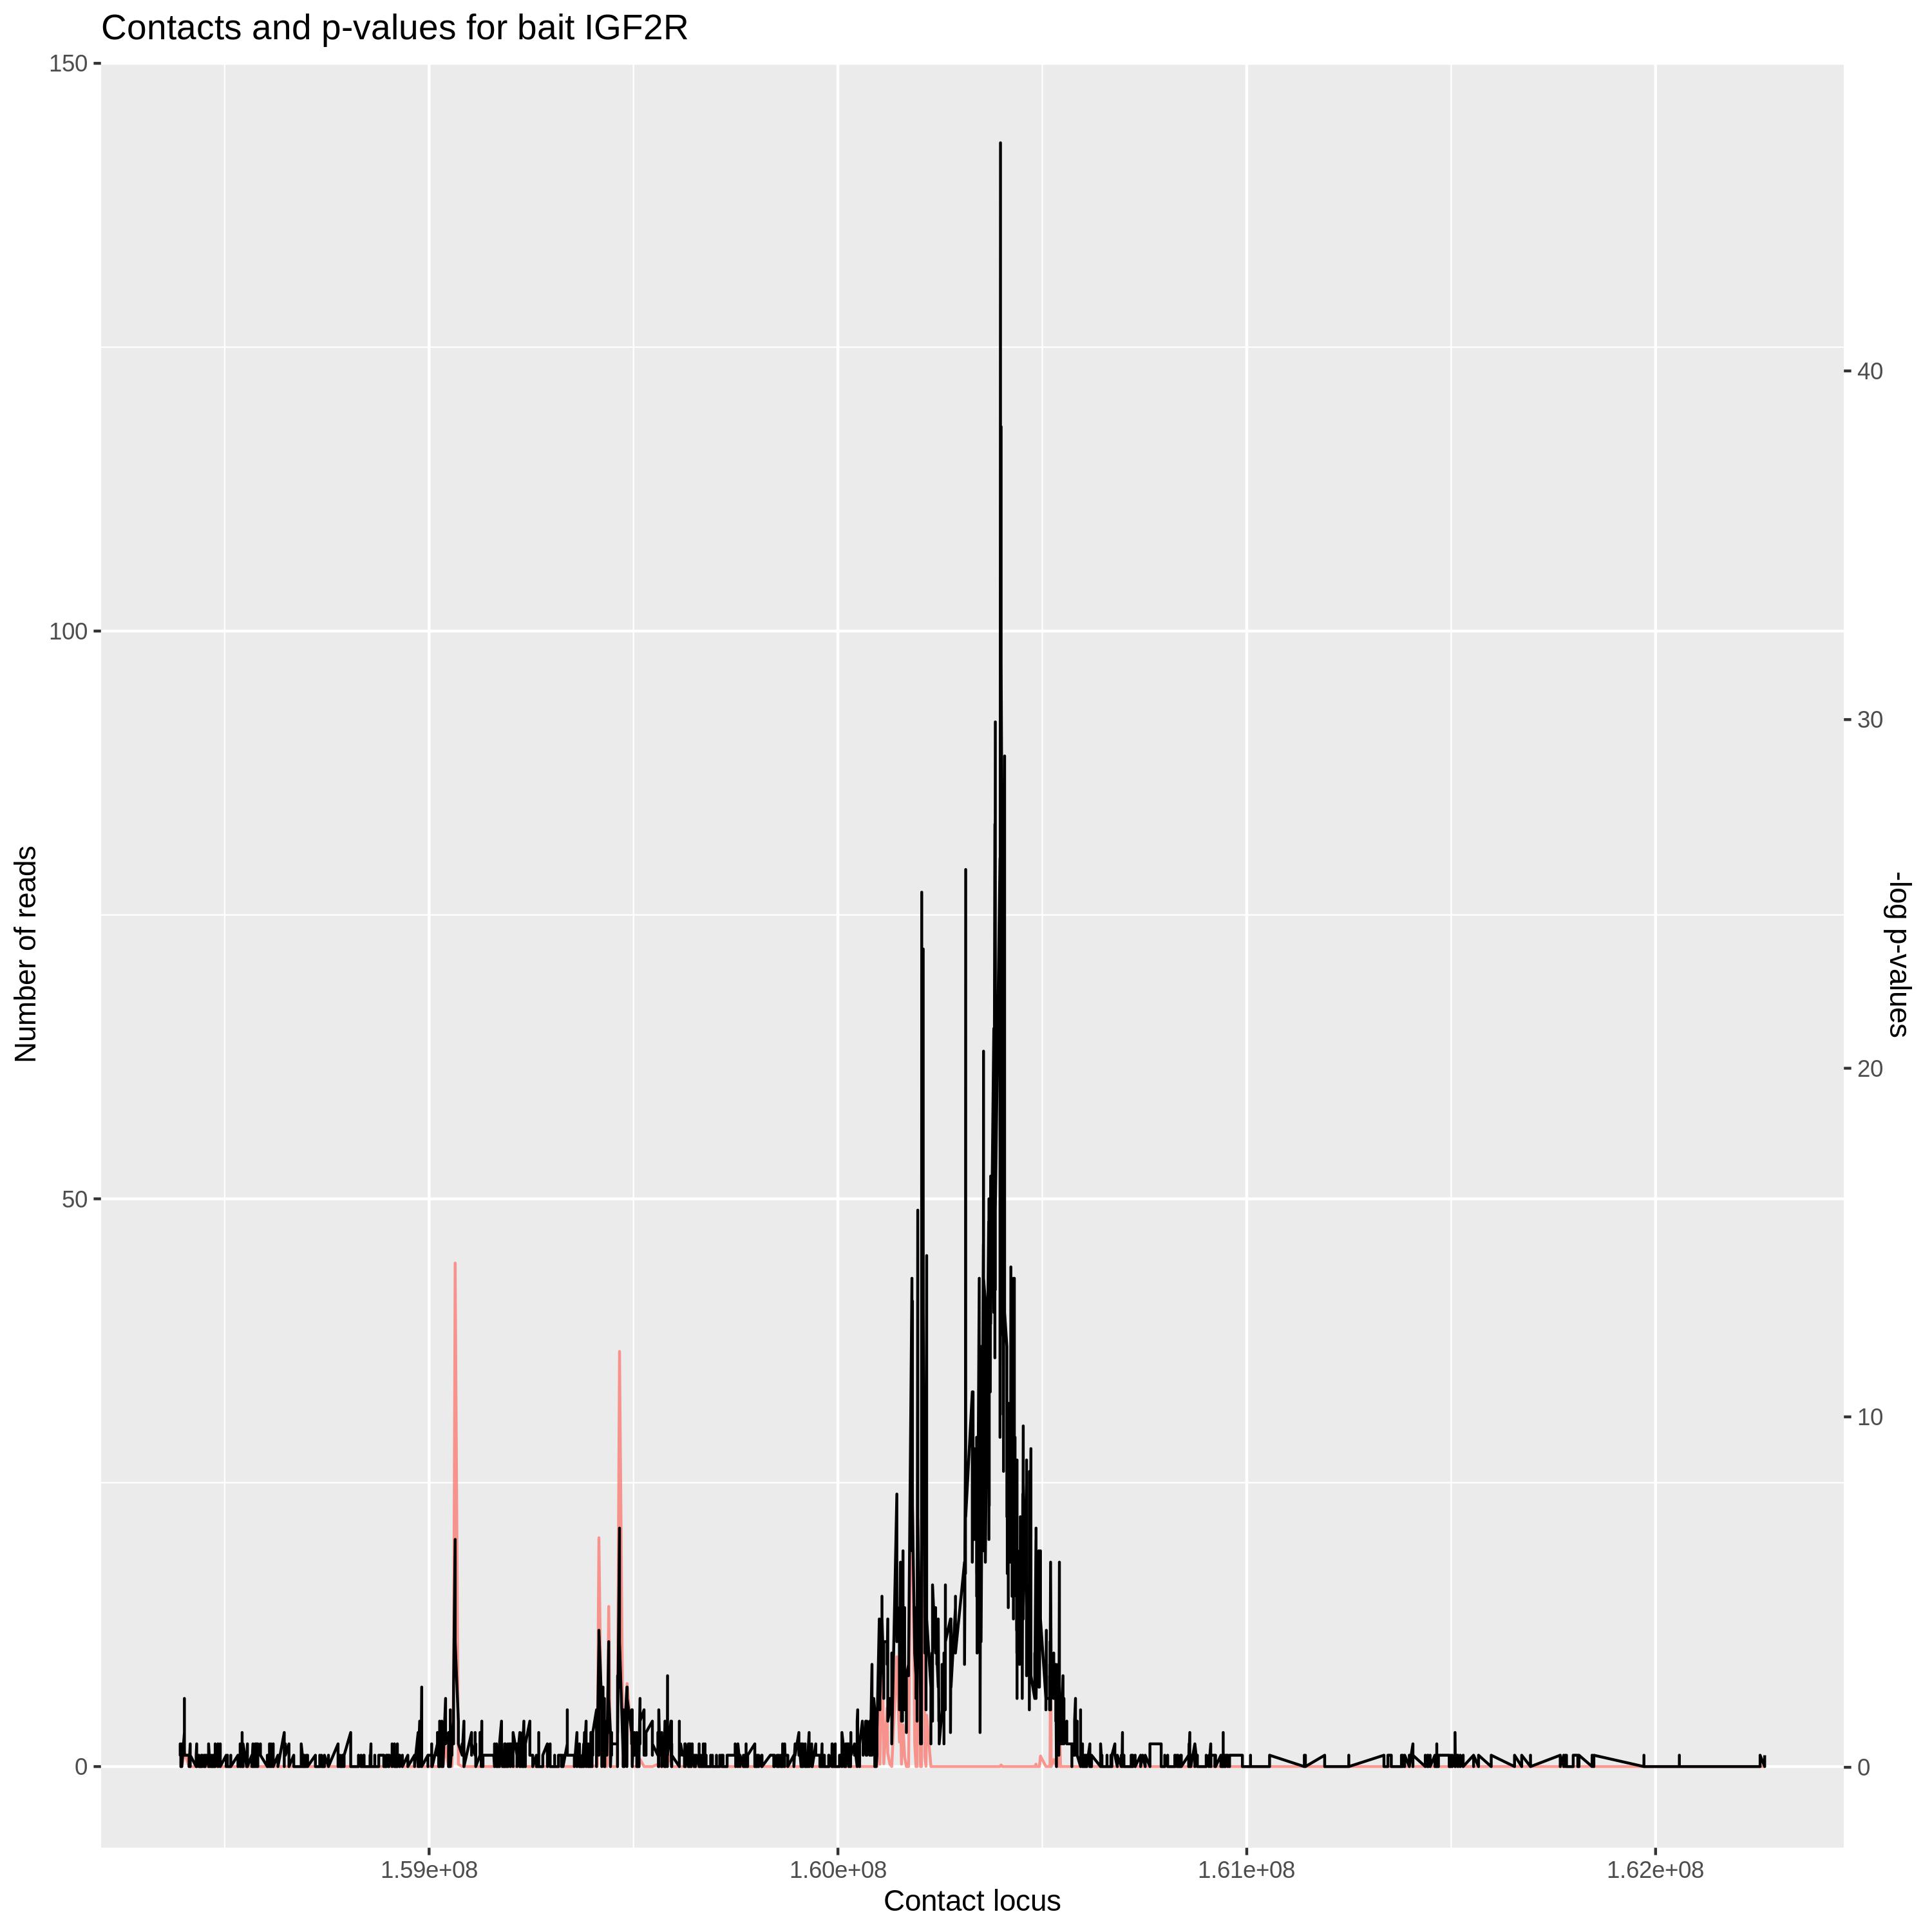 Contacts and p-values for bait IGF2R
150
100
50
0
Number of reads
40
30
20
10
0
-log p-values
1.59e+08
1.60e+08
1.61e+08
1.62e+08
Contact locus